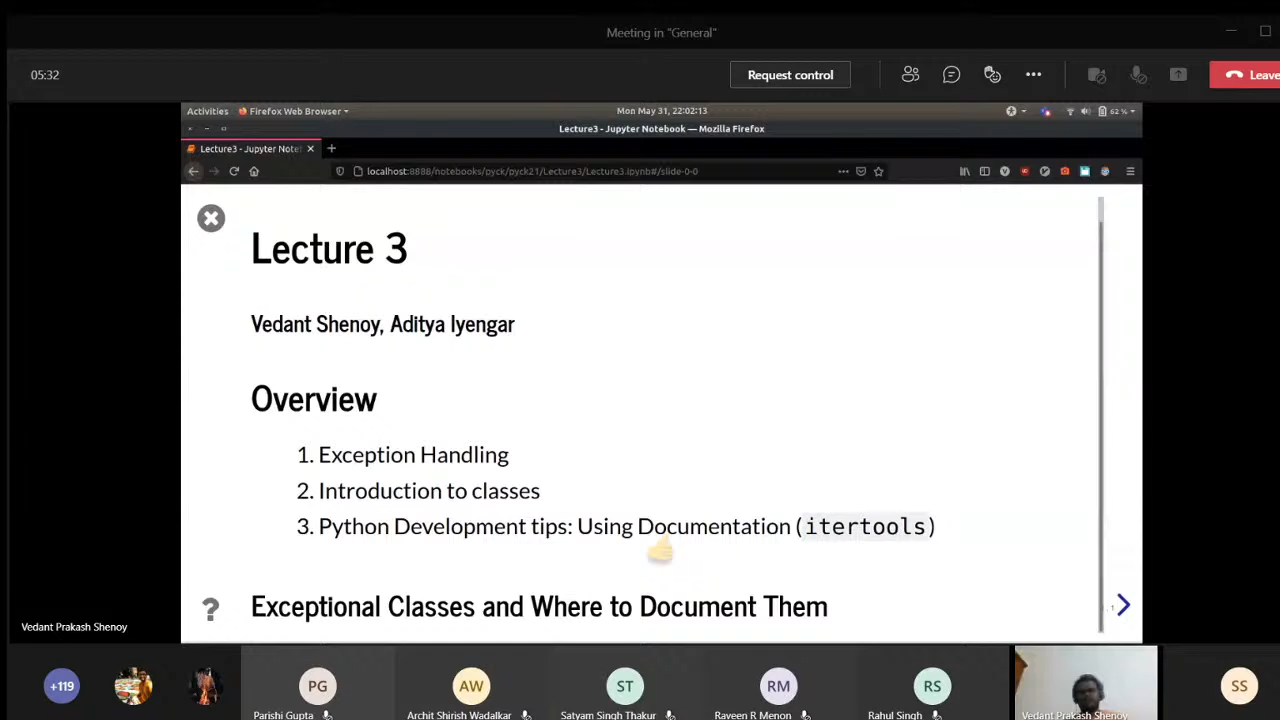 Meeting in "General"
05:32
Request control
Leave
Activities
Firefox Web Browser
Mon May 31, 22:02:13
62 %
Lecture3 - Jupyter Notebook — Mozilla Firefox
Lecture3 - Jupyter Note
localhost:8888/notebooks/pyck/pyck21/Lecture3/Lecture3.ipynb#/slide-0-0
Lecture 3
Vedant Shenoy, Aditya Iyengar
Overview
1. Exception Handling
2. Introduction to classes
3. Python Development tips: Using Documentation (itertools)
?
Exceptional Classes and Where to Document Them
Vedant Prakash Shenoy
+119
PG
AW
ST
RM
RS
SS
Parishi Gupta
Archit Shirish Wadalkar
Satyam Singh Thakur
Raveen R Menon
Rahul Singh
Vedant Prakash Shenoy